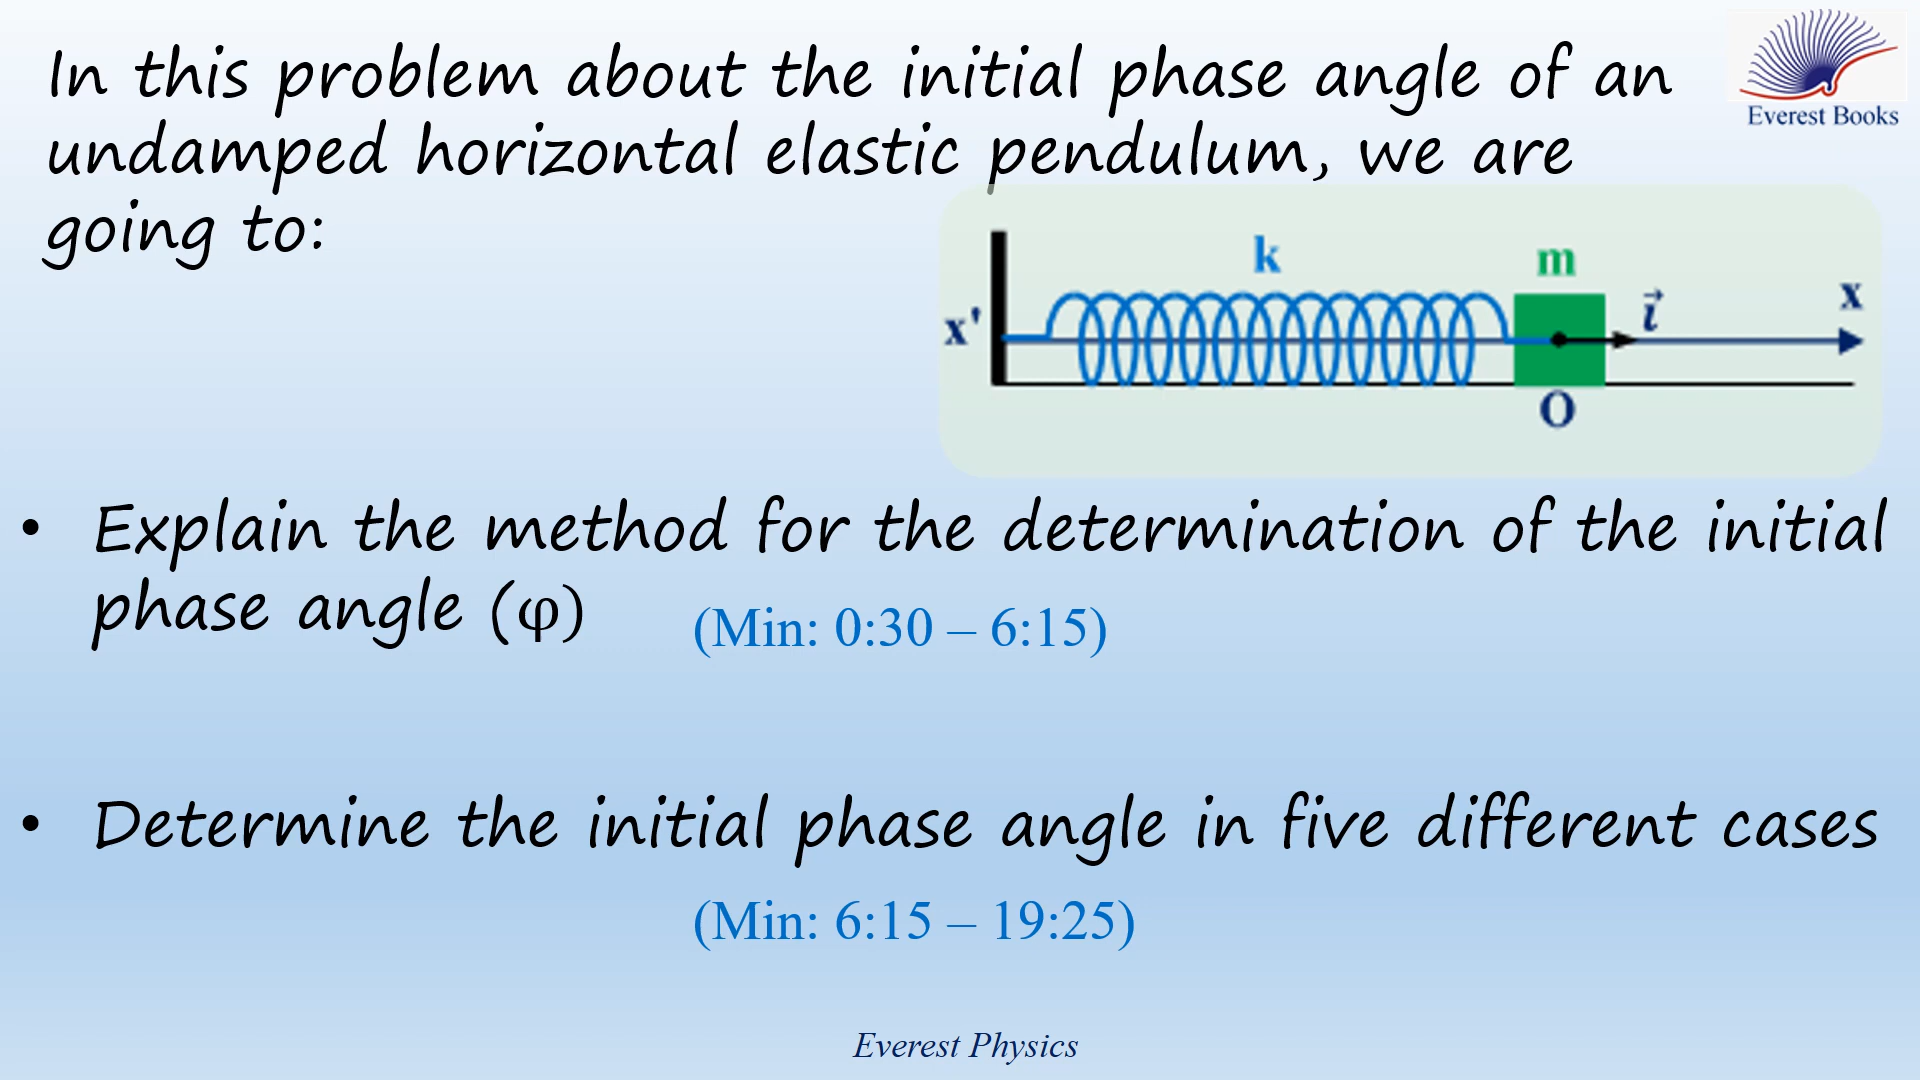 In this problem about the initial phase angle of an
undamped horizontal elastic pendulum, we are
going to:
Everest Books
k
m
x'
i⃗
x
O
• Explain the method for the determination of the initial
phase angle (φ)
(Min: 0:30 – 6:15)
• Determine the initial phase angle in five different cases
(Min: 6:15 – 19:25)
Everest Physics